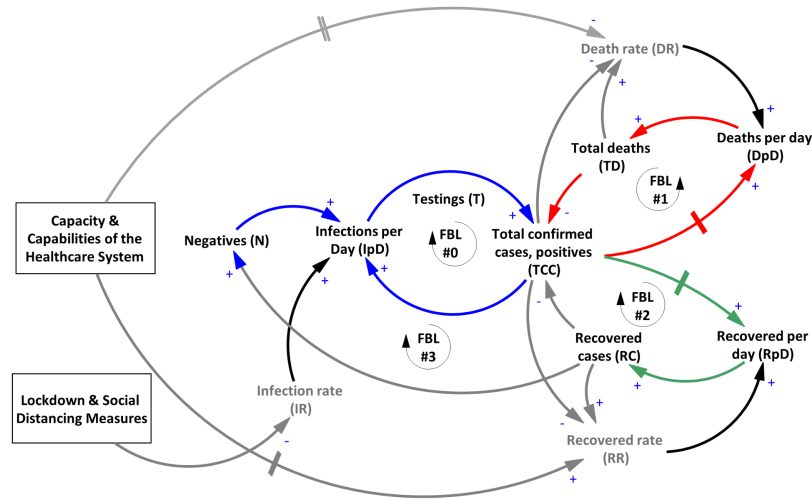 -
Death rate (DR)
-
+
+
+
Total deaths
(TD)
Deaths per day
(DpD)
+
FBL
#1
Testings (T)
-
Capacity &
Capabilities of the
Healthcare System
+
Negatives (N)
+
Infections per
Day (IpD)
+
+
FBL
#0
+
Total confirmed
cases, positives
(TCC)
+
-
FBL
#2
+
FBL
#3
Recovered
cases (RC)
+
Recovered per
day (RpD)
+
Lockdown & Social
Distancing Measures
Infection rate
(IR)
-
+
-
+
Recovered rate
(RR)